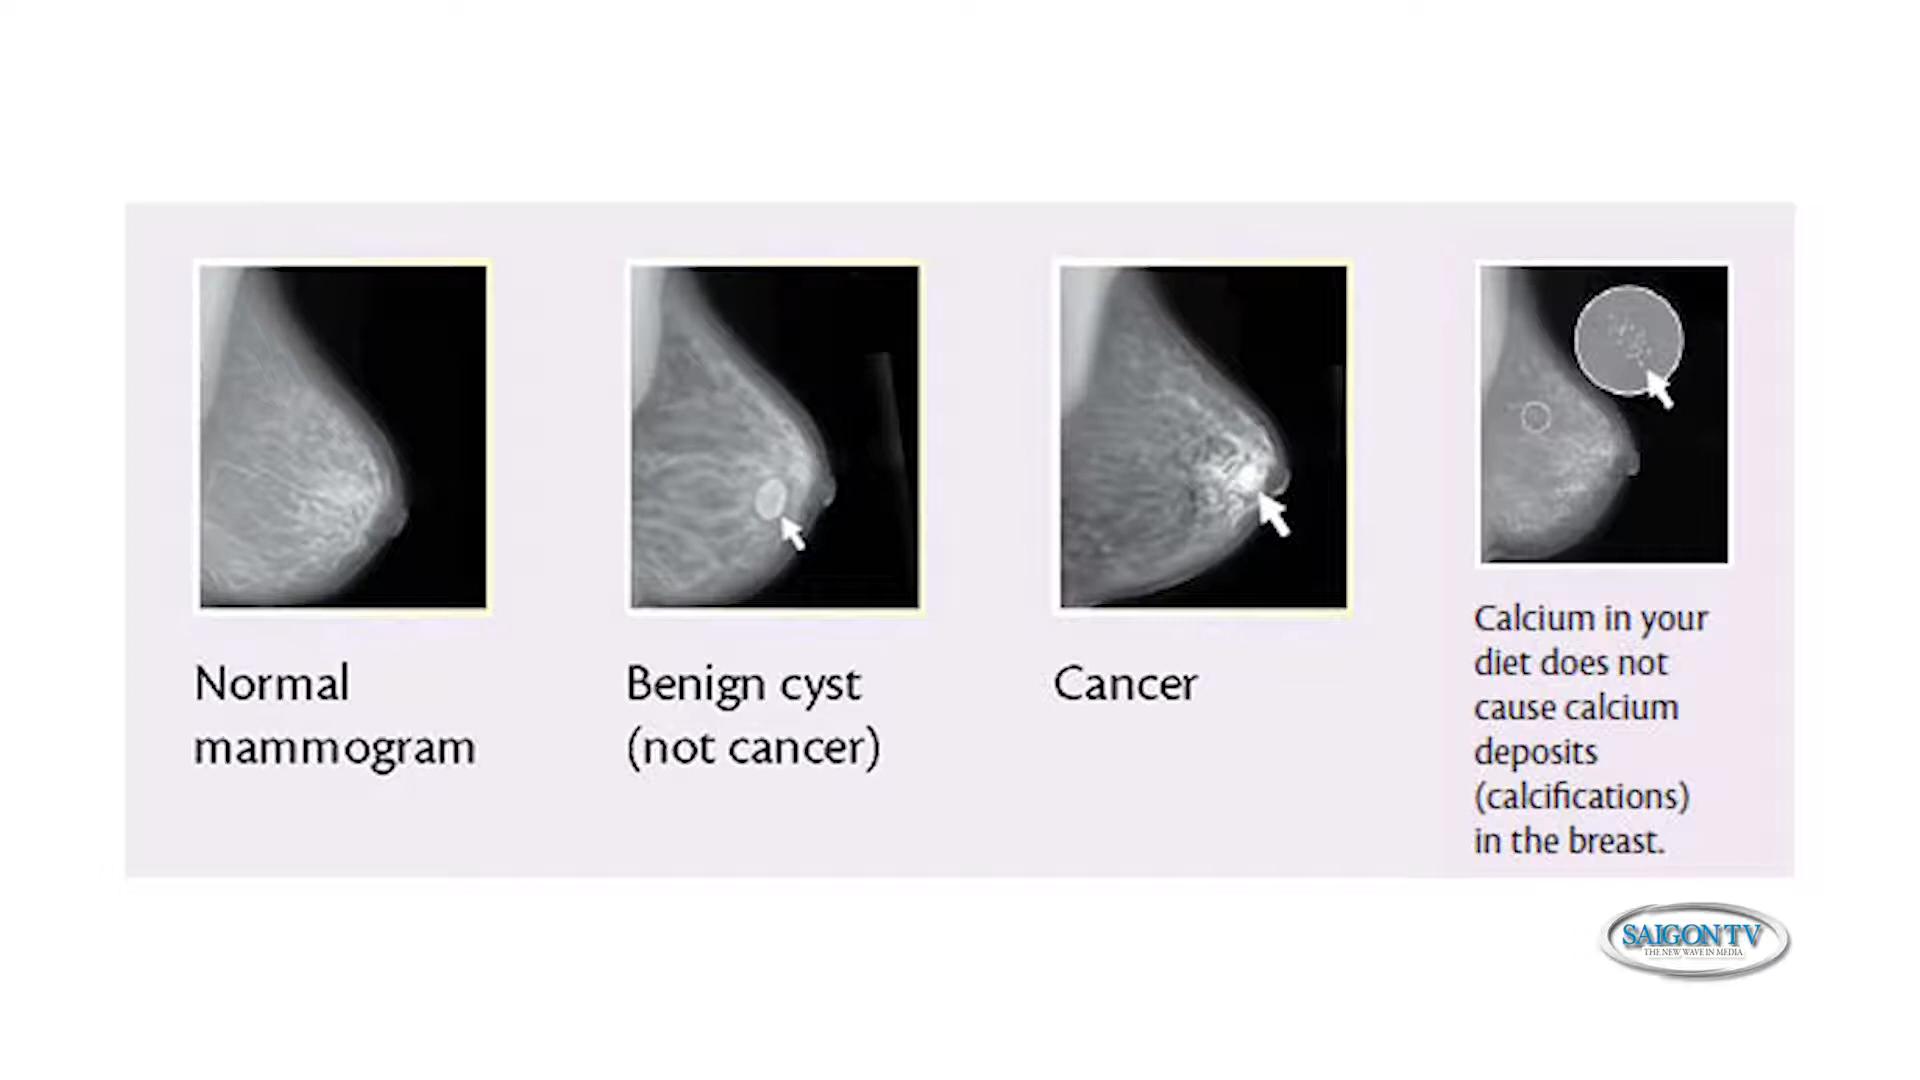 Normal
mammogram
Benign cyst
(not cancer)
Cancer
Calcium in your
diet does not
cause calcium
deposits
(calcifications)
in the breast.
SAIGON TV
THE NEW WAVE IN MEDIA